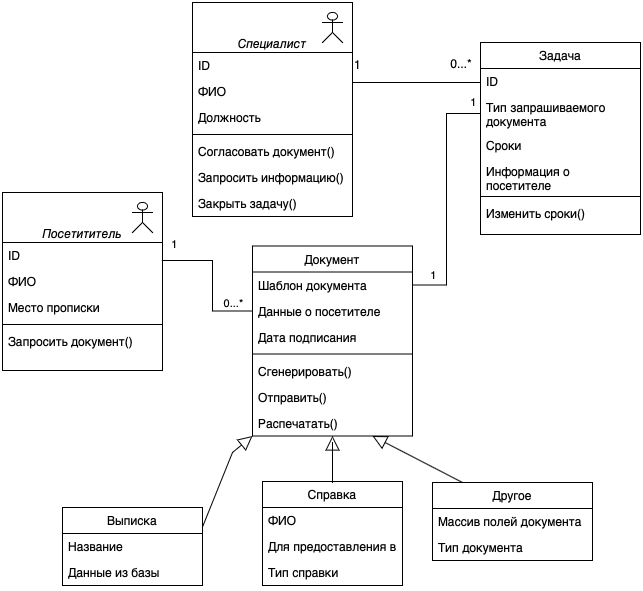 Специалист
ID
ФИО
Должность
Согласовать документ()
Запросить информацию()
Закрыть задачу()
1
0...*
Задача
ID
Тип запрашиваемого
документа
Сроки
Информация о
посетителе
Изменить сроки()
1
1
Посетититель
ID
ФИО
Место прописки
Запросить документ()
1
0...*
Документ
Шаблон документа
Данные о посетителе
Дата подписания
Сгенерировать()
Отправить()
Распечатать()
Выписка
Название
Данные из базы
Справка
ФИО
Для предоставления в
Тип справки
Другое
Массив полей документа
Тип документа